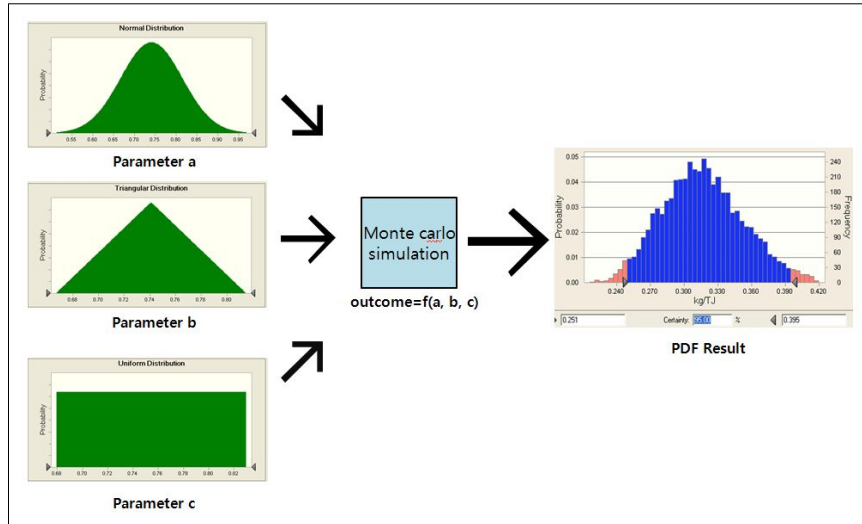 Normal Distribution
Probability
0.55 0.60 0.65 0.70 0.75 0.80 0.85 0.90 0.95
Parameter a
Triangular Distribution
Probability
0.68 0.70 0.72 0.74 0.76 0.78 0.80
Parameter b
Uniform Distribution
Probability
0.68 0.70 0.72 0.74 0.76 0.78 0.80 0.82
Parameter c
Monte carlo
simulation
outcome=f(a, b, c)
0.05
0.04
0.03
0.02
0.01
0.00
Probability
240
210
180
150
120
90
60
30
0
Frequency
0.240 0.270 0.300 0.330 0.360 0.390 0.420
kg/TJ
0.251 Certainty: 95.00 % 0.395
PDF Result